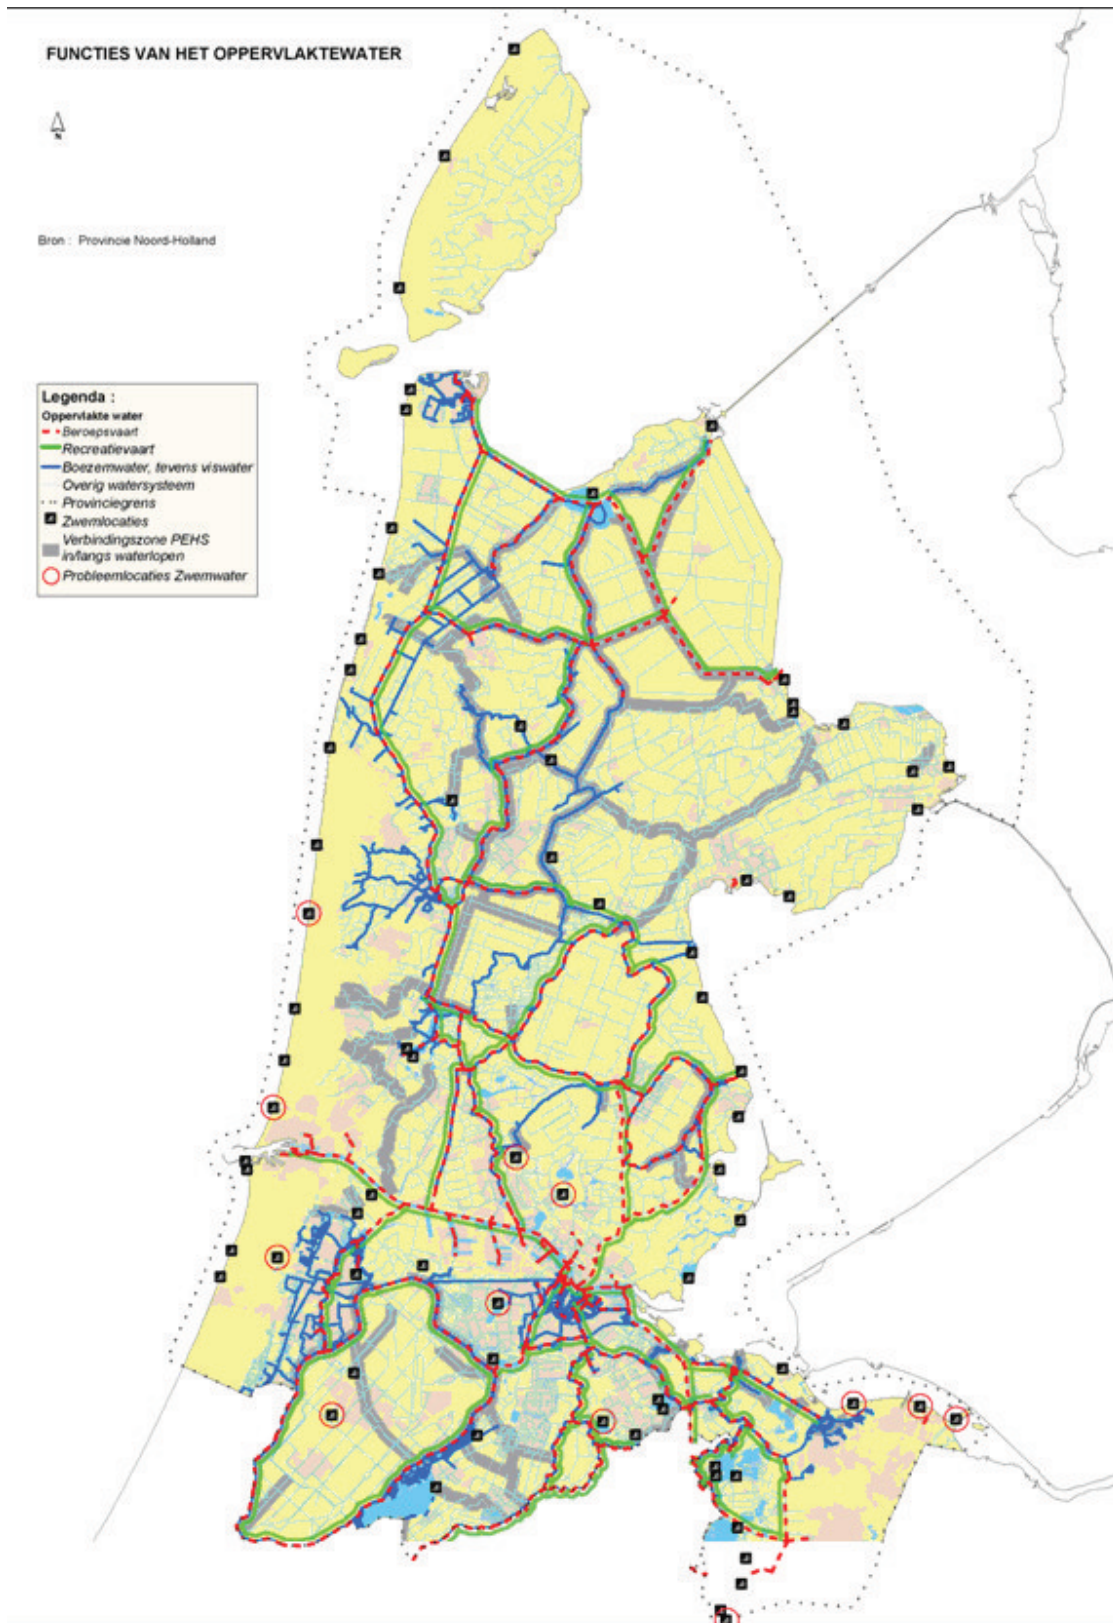 FUNCTIES VAN HET OPPERVLAKTEWATER
N
Bron : Provincie Noord-Holland
Legenda :
Oppervlakte water
Beroepsvaart
Recreatievaart
Boezemwater, tevens viswater
Overig watersysteem
Provinciegrens
Zwemlocaties
Verbindingszone PEHS
in/langs waterlopen
Probleemlocaties Zwemwater